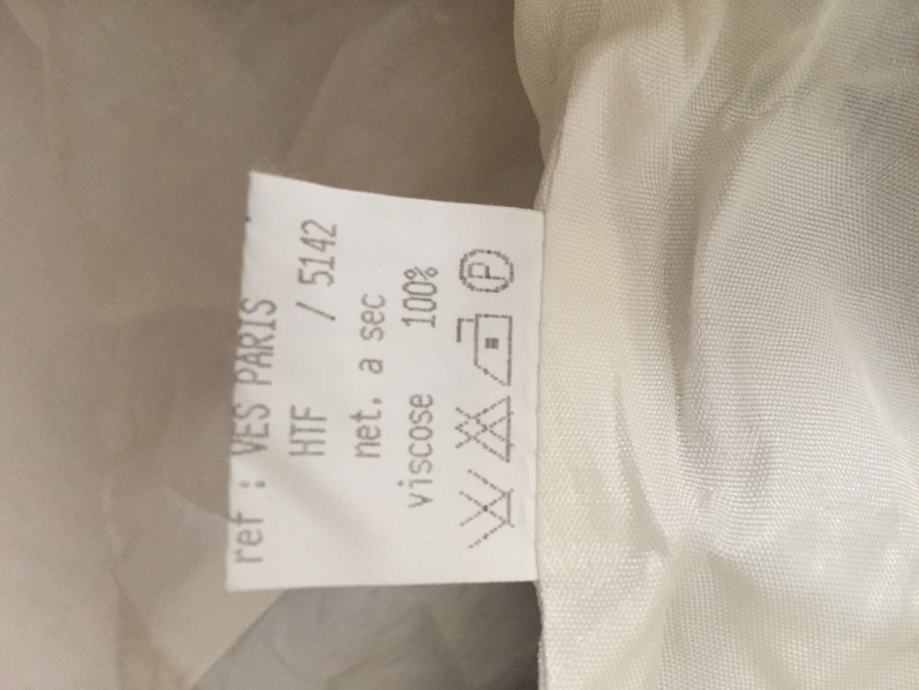 ref : VES PARIS
HTF / 5142
net. a sec
viscose 100%
P